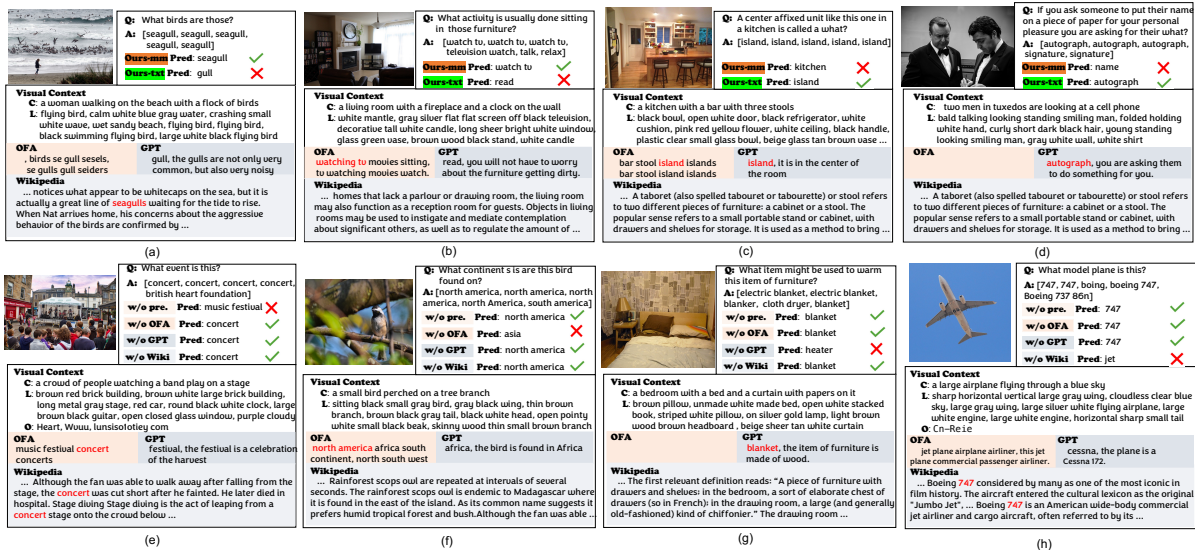 Q: What birds are those?
A: [seagull, seagull, seagull,
seagull, seagull]
Ours-mm Pred: seagull
Ours-txt Pred: gull
Visual Context
C: a woman walking on the beach with a flock of birds
L: flying bird, calm white blue gray water, crashing small
white wave, wet sandy beach, flying bird, flying bird,
black swimming flying bird, large white black flying bird
OFA
, birds se gull sesels,
se gulls gull seiders
GPT
gull, the gulls are not only very
common, but also very noisy
Wikipedia
... notices what appear to be whitecaps on the sea, but it is
actually a great line of seagulls waiting for the tide to rise.
When Nat arrives home, his concerns about the aggressive
behavior of the birds are confirmed by ...
(a)
Q: What activity is usually done sitting
in those furniture?
A: [watch tv, watch tv, watch tv,
television watch, talk, relax]
Ours-mm Pred: watch tv
Ours-txt Pred: read
Visual Context
C: a living room with a fireplace and a clock on the wall
L: white mantle, gray silver flat flat screen off black television,
decorative tall white candle, long sheer bright white window,
glass green vase, brown wood black stand, white candle
OFA
watching tv movies sitting,
tv watching movies watch.
GPT
read, you will not have to worry
about the furniture getting dirty.
Wikipedia
... homes that lack a parlour or drawing room, the living room
may also function as a reception room for guests. Objects in living
rooms may be used to instigate and mediate contemplation
about significant others, as well as to regulate the amount of ...
(b)
Q: A center affixed unit like this one in
a kitchen is called a what?
A: [island, island, island, island, island]
Ours-mm Pred: kitchen
Ours-txt Pred: island
Visual Context
C: a kitchen with a bar with three stools
L: black bowl, open white door, black refrigerator, white
cushion, pink red yellow flower, white ceiling, black handle,
plastic clear small glass bowl, beige glass tan brown vase ...
OFA
bar stool island islands
bar stool island islands
GPT
island, it is in the center of
the room
Wikipedia
... A taboret (also spelled tabouret or tabourette) or stool refers
to two different pieces of furniture: a cabinet or a stool. The
popular sense refers to a small portable stand or cabinet, with
drawers and shelves for storage. It is used as a method to bring ...
(c)
Q: If you ask someone to put their name
on a piece of paper for your personal
pleasure you are asking for their what?
A: [autograph, autograph, autograph,
signature, signature]
Ours-mm Pred: name
Ours-txt Pred: autograph
Visual Context
C: two men in tuxedos are looking at a cell phone
L: bald talking looking standing smiling man, folded holding
white hand, curly short dark black hair, young standing
looking smiling man, gray white wall, white shirt
OFA
GPT
autograph, you are asking them
to do something for you.
Wikipedia
... A taboret (also spelled tabouret or tabourette) or stool refers
to two different pieces of furniture: a cabinet or a stool. The
popular sense refers to a small portable stand or cabinet, with
drawers and shelves for storage. It is used as a method to bring ...
(d)
Q: What event is this?
A: [concert, concert, concert, concert,
british heart foundation]
w/o pre. Pred: music festival
w/o OFA Pred: concert
w/o GPT Pred: concert
w/o Wiki Pred: concert
Visual Context
C: a crowd of people watching a band play on a stage
L: brown red brick building, brown white large brick building,
long metal gray stage, red car, round black white clock, large
brown black guitar, open closed glass window, purple cloudy
O: Heart, Wuuu, lunsisolotiey com
OFA
music festival concert
concerts
GPT
festival, the festival is a celebration
of the harvest
Wikipedia
... Although the fan was able to walk away after falling from the
stage, the concert was cut short after he fainted. He later died in
hospital. Stage diving Stage diving is the act of leaping from a
concert stage onto the crowd below ...
(e)
Q: What continent s is are this bird
found on?
A: [north america, north america, north
america, north America, south america]
w/o pre. Pred: north america
w/o OFA Pred: asia
w/o GPT Pred: north america
w/o Wiki Pred: north america
Visual Context
C: a small bird perched on a tree branch
L: sitting black small gray bird, gray black wing, thin brown
branch, brown black gray tail, black white head, open pointy
white small black beak, skinny wood thin small brown branch
OFA
north america africa south
continent, north south west
GPT
africa, the bird is found in Africa
Wikipedia
... Rainforest scops owl are repeated at intervals of several
seconds. The rainforest scops owl is endemic to Madagascar where
it is found in the east of the island. As its common name suggests it
prefers humid tropical forest and bush.Although the fan was able ...
(f)
Q: What item might be used to warm
this item of furniture?
A: [electric blanket, electric blanket,
blanker, cloth dryer, blanket]
w/o pre. Pred: blanket
w/o OFA Pred: blanket
w/o GPT Pred: heater
w/o Wiki Pred: blanket
Visual Context
C: a bedroom with a bed and a curtain with papers on it
L: brown pillow, unmade white made bed, open white stacked
book, striped white pillow, on silver gold lamp, light brown
wood brown headboard , beige sheer tan white curtain
OFA
GPT
blanket, the item of furniture is
made of wood.
Wikipedia
... The first relevant definition reads: "A piece of furniture with
drawers and shelves: in the bedroom, a sort of elaborate chest of
drawers (so in French): in the drawing room, a large (and generally
old-fashioned) kind of chiffonier." The drawing room ...
(g)
Q: What model plane is this?
A: [747, 747, boing, boeing 747,
Boeing 737 86n]
w/o pre. Pred: 747
w/o OFA Pred: 747
w/o GPT Pred: 747
w/o Wiki Pred: jet
Visual Context
C: a large airplane flying through a blue sky
L: sharp horizontal vertical large gray wing, cloudless clear blue
sky, large gray wing, large silver white flying airplane, large
white engine, large white engine, horizontal sharp small tail
O: Cn-Reie
OFA
jet plane airplane airliner, this jet
plane commercial passenger airliner.
GPT
cessna, the plane is a
Cessna 172.
Wikipedia
... Boeing 747 considered by many as one of the most iconic in
film history. The aircraft entered the cultural lexicon as the original
"Jumbo Jet", ... Boeing 747 is an American wide-body commercial
jet airliner and cargo aircraft, often referred to by its ...
(h)